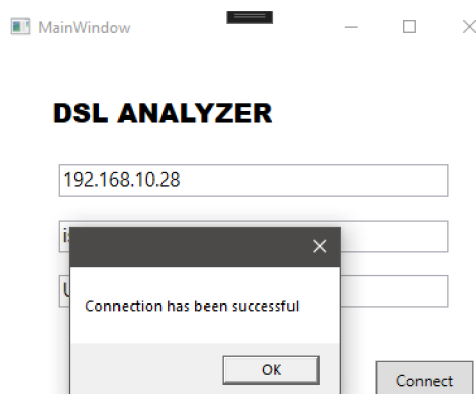 MainWindow
DSL ANALYZER
192.168.10.28
Connection has been successful
OK
Connect